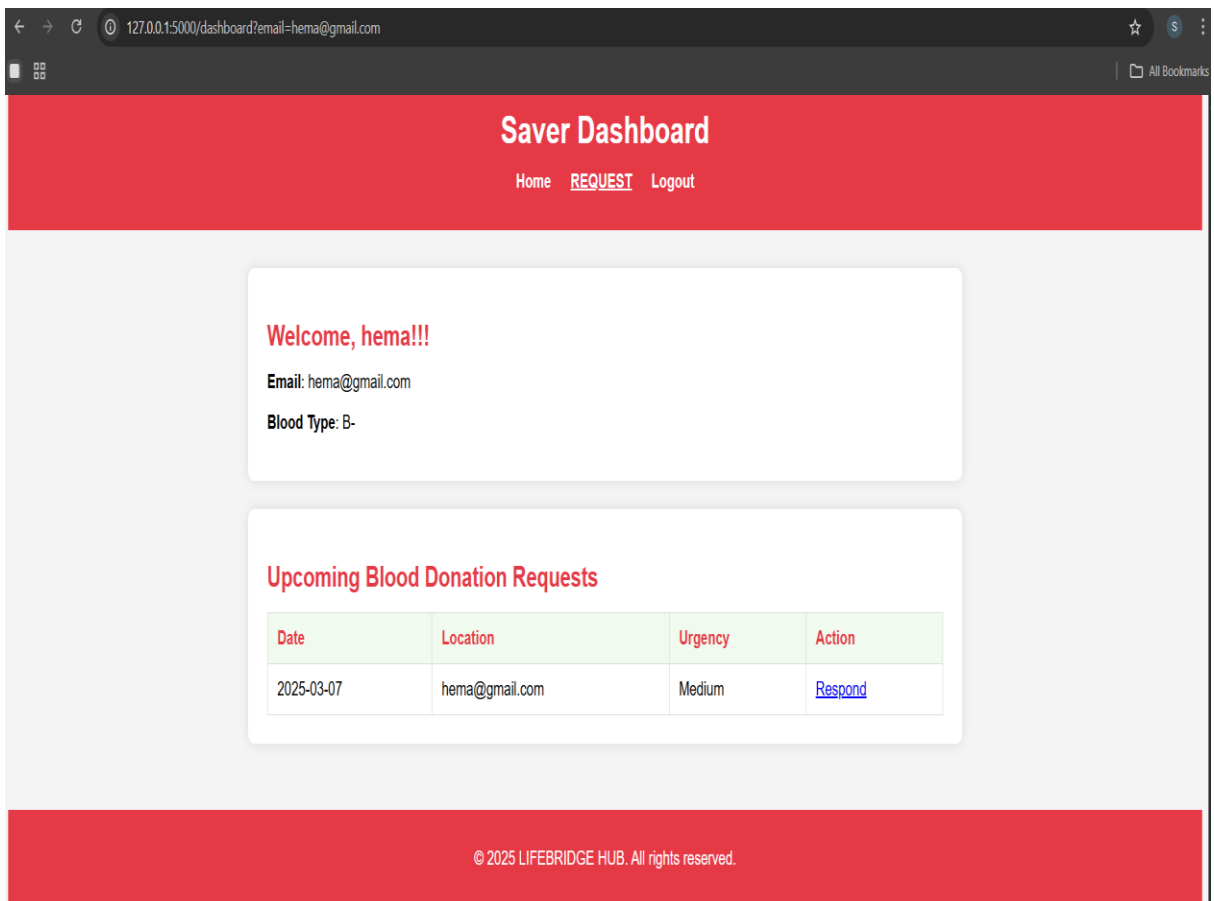 127.0.0.1:5000/dashboard?email=hema@gmail.com
S
All Bookmarks
Saver Dashboard
Home REQUEST Logout
Welcome, hema!!!
Email: hema@gmail.com
Blood Type: B-
Upcoming Blood Donation Requests
Date Location Urgency Action
2025-03-07 hema@gmail.com Medium Respond
© 2025 LIFEBRIDGE HUB. All rights reserved.